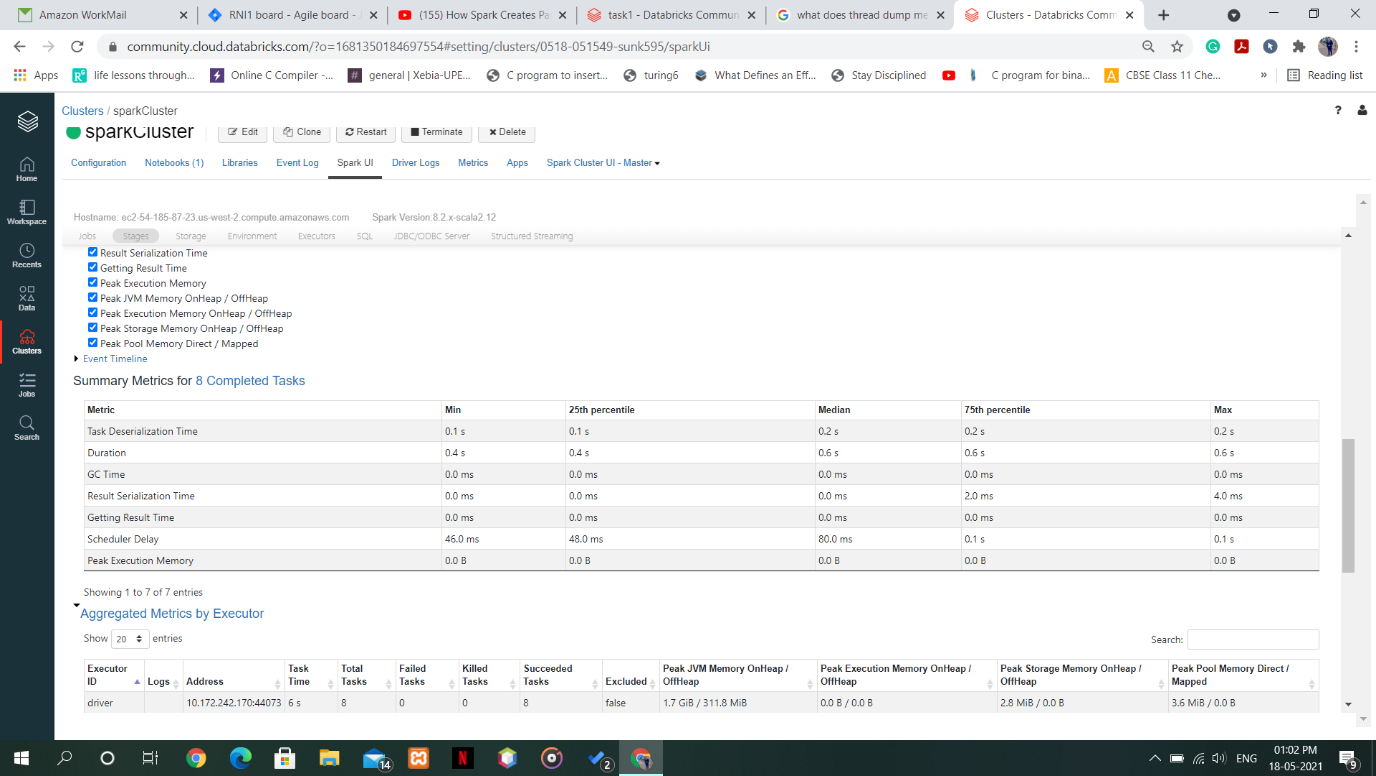 Amazon WorkMail
RNI1 board - Agile board -
(155) How Spark Creates Pa
task1 - Databricks Commun
what does thread dump me
Clusters - Databricks Comm
community.cloud.databricks.com/?o=1681350184697554#setting/clusters/0518-051549-sunk595/sparkUi
Apps
life lessons through...
Online C Compiler -...
general | Xebia-UPE...
C program to insert...
turing6
What Defines an Eff...
Stay Disciplined
C program for bina...
CBSE Class 11 Che...
»
Reading list
Clusters / sparkCluster
?
sparkCluster
Edit
Clone
Restart
Terminate
Delete
Configuration
Notebooks (1)
Libraries
Event Log
Spark UI
Driver Logs
Metrics
Apps
Spark Cluster UI - Master
Home
Workspace
Recents
Data
Clusters
Jobs
Search
Hostname: ec2-54-185-87-23.us-west-2.compute.amazonaws.com Spark Version:8.2.x-scala2.12
Jobs Stages Storage Environment Executors SQL JDBC/ODBC Server Structured Streaming
Result Serialization Time
Getting Result Time
Peak Execution Memory
Peak JVM Memory OnHeap / OffHeap
Peak Execution Memory OnHeap / OffHeap
Peak Storage Memory OnHeap / OffHeap
Peak Pool Memory Direct / Mapped
Event Timeline
Summary Metrics for 8 Completed Tasks
Metric Min 25th percentile Median 75th percentile Max
Task Deserialization Time 0.1 s 0.1 s 0.2 s 0.2 s 0.2 s
Duration 0.4 s 0.4 s 0.6 s 0.6 s 0.6 s
GC Time 0.0 ms 0.0 ms 0.0 ms 0.0 ms 0.0 ms
Result Serialization Time 0.0 ms 0.0 ms 0.0 ms 2.0 ms 4.0 ms
Getting Result Time 0.0 ms 0.0 ms 0.0 ms 0.0 ms 0.0 ms
Scheduler Delay 46.0 ms 48.0 ms 80.0 ms 0.1 s 0.1 s
Peak Execution Memory 0.0 B 0.0 B 0.0 B 0.0 B 0.0 B
Showing 1 to 7 of 7 entries
Aggregated Metrics by Executor
Show 20 entries
Search:
Executor ID Logs Address Task Time Total Tasks Failed Tasks Killed Tasks Succeeded Tasks Excluded Peak JVM Memory OnHeap / OffHeap Peak Execution Memory OnHeap / OffHeap Peak Storage Memory OnHeap / OffHeap Peak Pool Memory Direct / Mapped
driver 10.172.242.170:44073 6 s 8 0 0 8 false 1.7 GiB / 311.8 MiB 0.0 B / 0.0 B 2.8 MiB / 0.0 B 3.6 MiB / 0.0 B
14
N
2
ENG
01:02 PM
18-05-2021
9